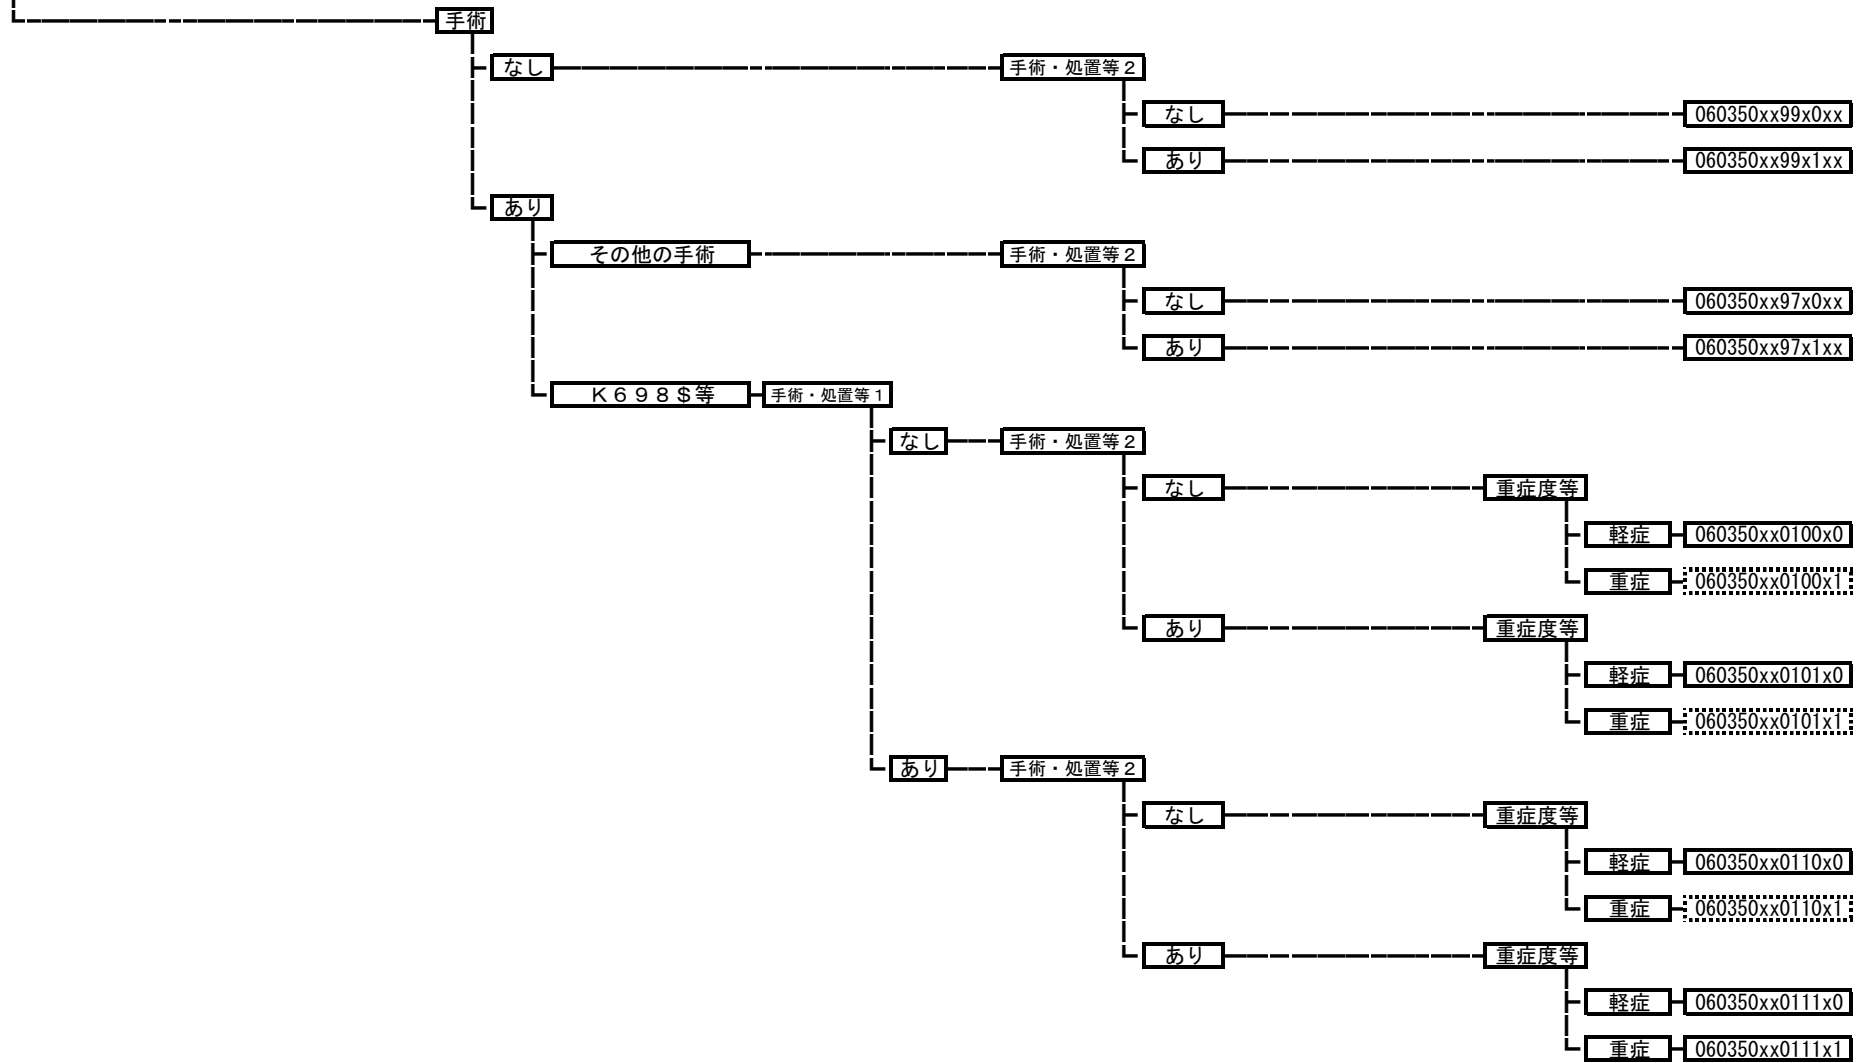 手術
なし 手術・処置等２
なし 060350xx99x0xx
あり 060350xx99x1xx
あり
その他の手術 手術・処置等２
なし 060350xx97x0xx
あり 060350xx97x1xx
Ｋ６９８＄等 手術・処置等１
なし 手術・処置等２
なし 重症度等
軽症 060350xx0100x0
重症 060350xx0100x1
あり 重症度等
軽症 060350xx0101x0
重症 060350xx0101x1
あり 手術・処置等２
なし 重症度等
軽症 060350xx0110x0
重症 060350xx0110x1
あり 重症度等
軽症 060350xx0111x0
重症 060350xx0111x1